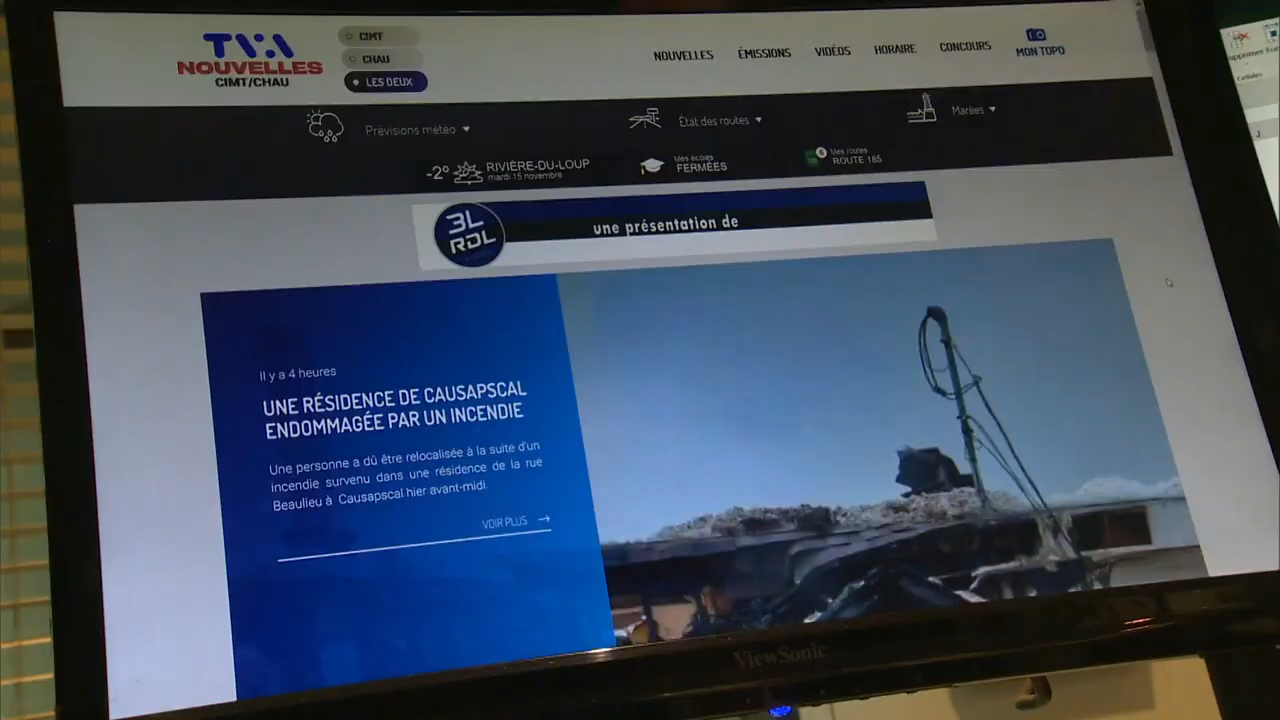 TVA
NOUVELLES
CIMT/CHAU
CIMT
CHAU
LES DEUX
NOUVELLES
ÉMISSIONS
VIDÉOS
HORAIRE
CONCOURS
MON TOPO
Prévisions météo
État des routes
Marées
-2°
RIVIÈRE-DU-LOUP
mardi 15 novembre
Mes écoles
FERMÉES
6
Mes routes
ROUTE 185
3L
RDL
une présentation de
Il y a 4 heures
UNE RÉSIDENCE DE CAUSAPSCAL
ENDOMMAGÉE PAR UN INCENDIE
Une personne a dû être relocalisée à la suite d'un
incendie survenu dans une résidence de la rue
Beaulieu à Causapscal hier avant-midi.
VOIR PLUS →
ViewSonic
Cellules
J